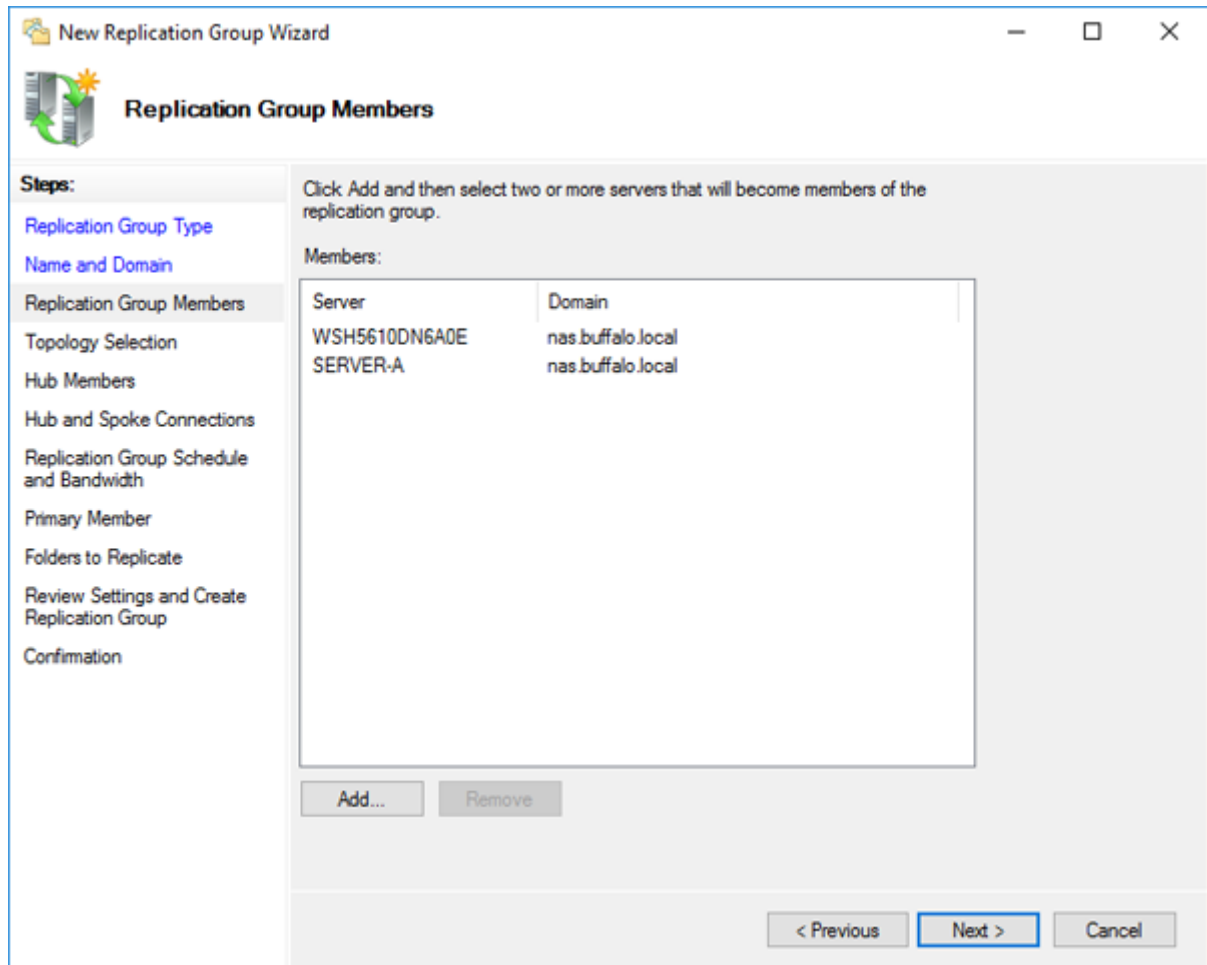 New Replication Group Wizard
Replication Group Members
Steps:
Replication Group Type
Name and Domain
Replication Group Members
Topology Selection
Hub Members
Hub and Spoke Connections
Replication Group Schedule
and Bandwidth
Primary Member
Folders to Replicate
Review Settings and Create
Replication Group
Confirmation
Click Add and then select two or more servers that will become members of the
replication group.
Members:
Server Domain
WSH5610DN6A0E nas.buffalo.local
SERVER-A nas.buffalo.local
Add... Remove
< Previous Next > Cancel